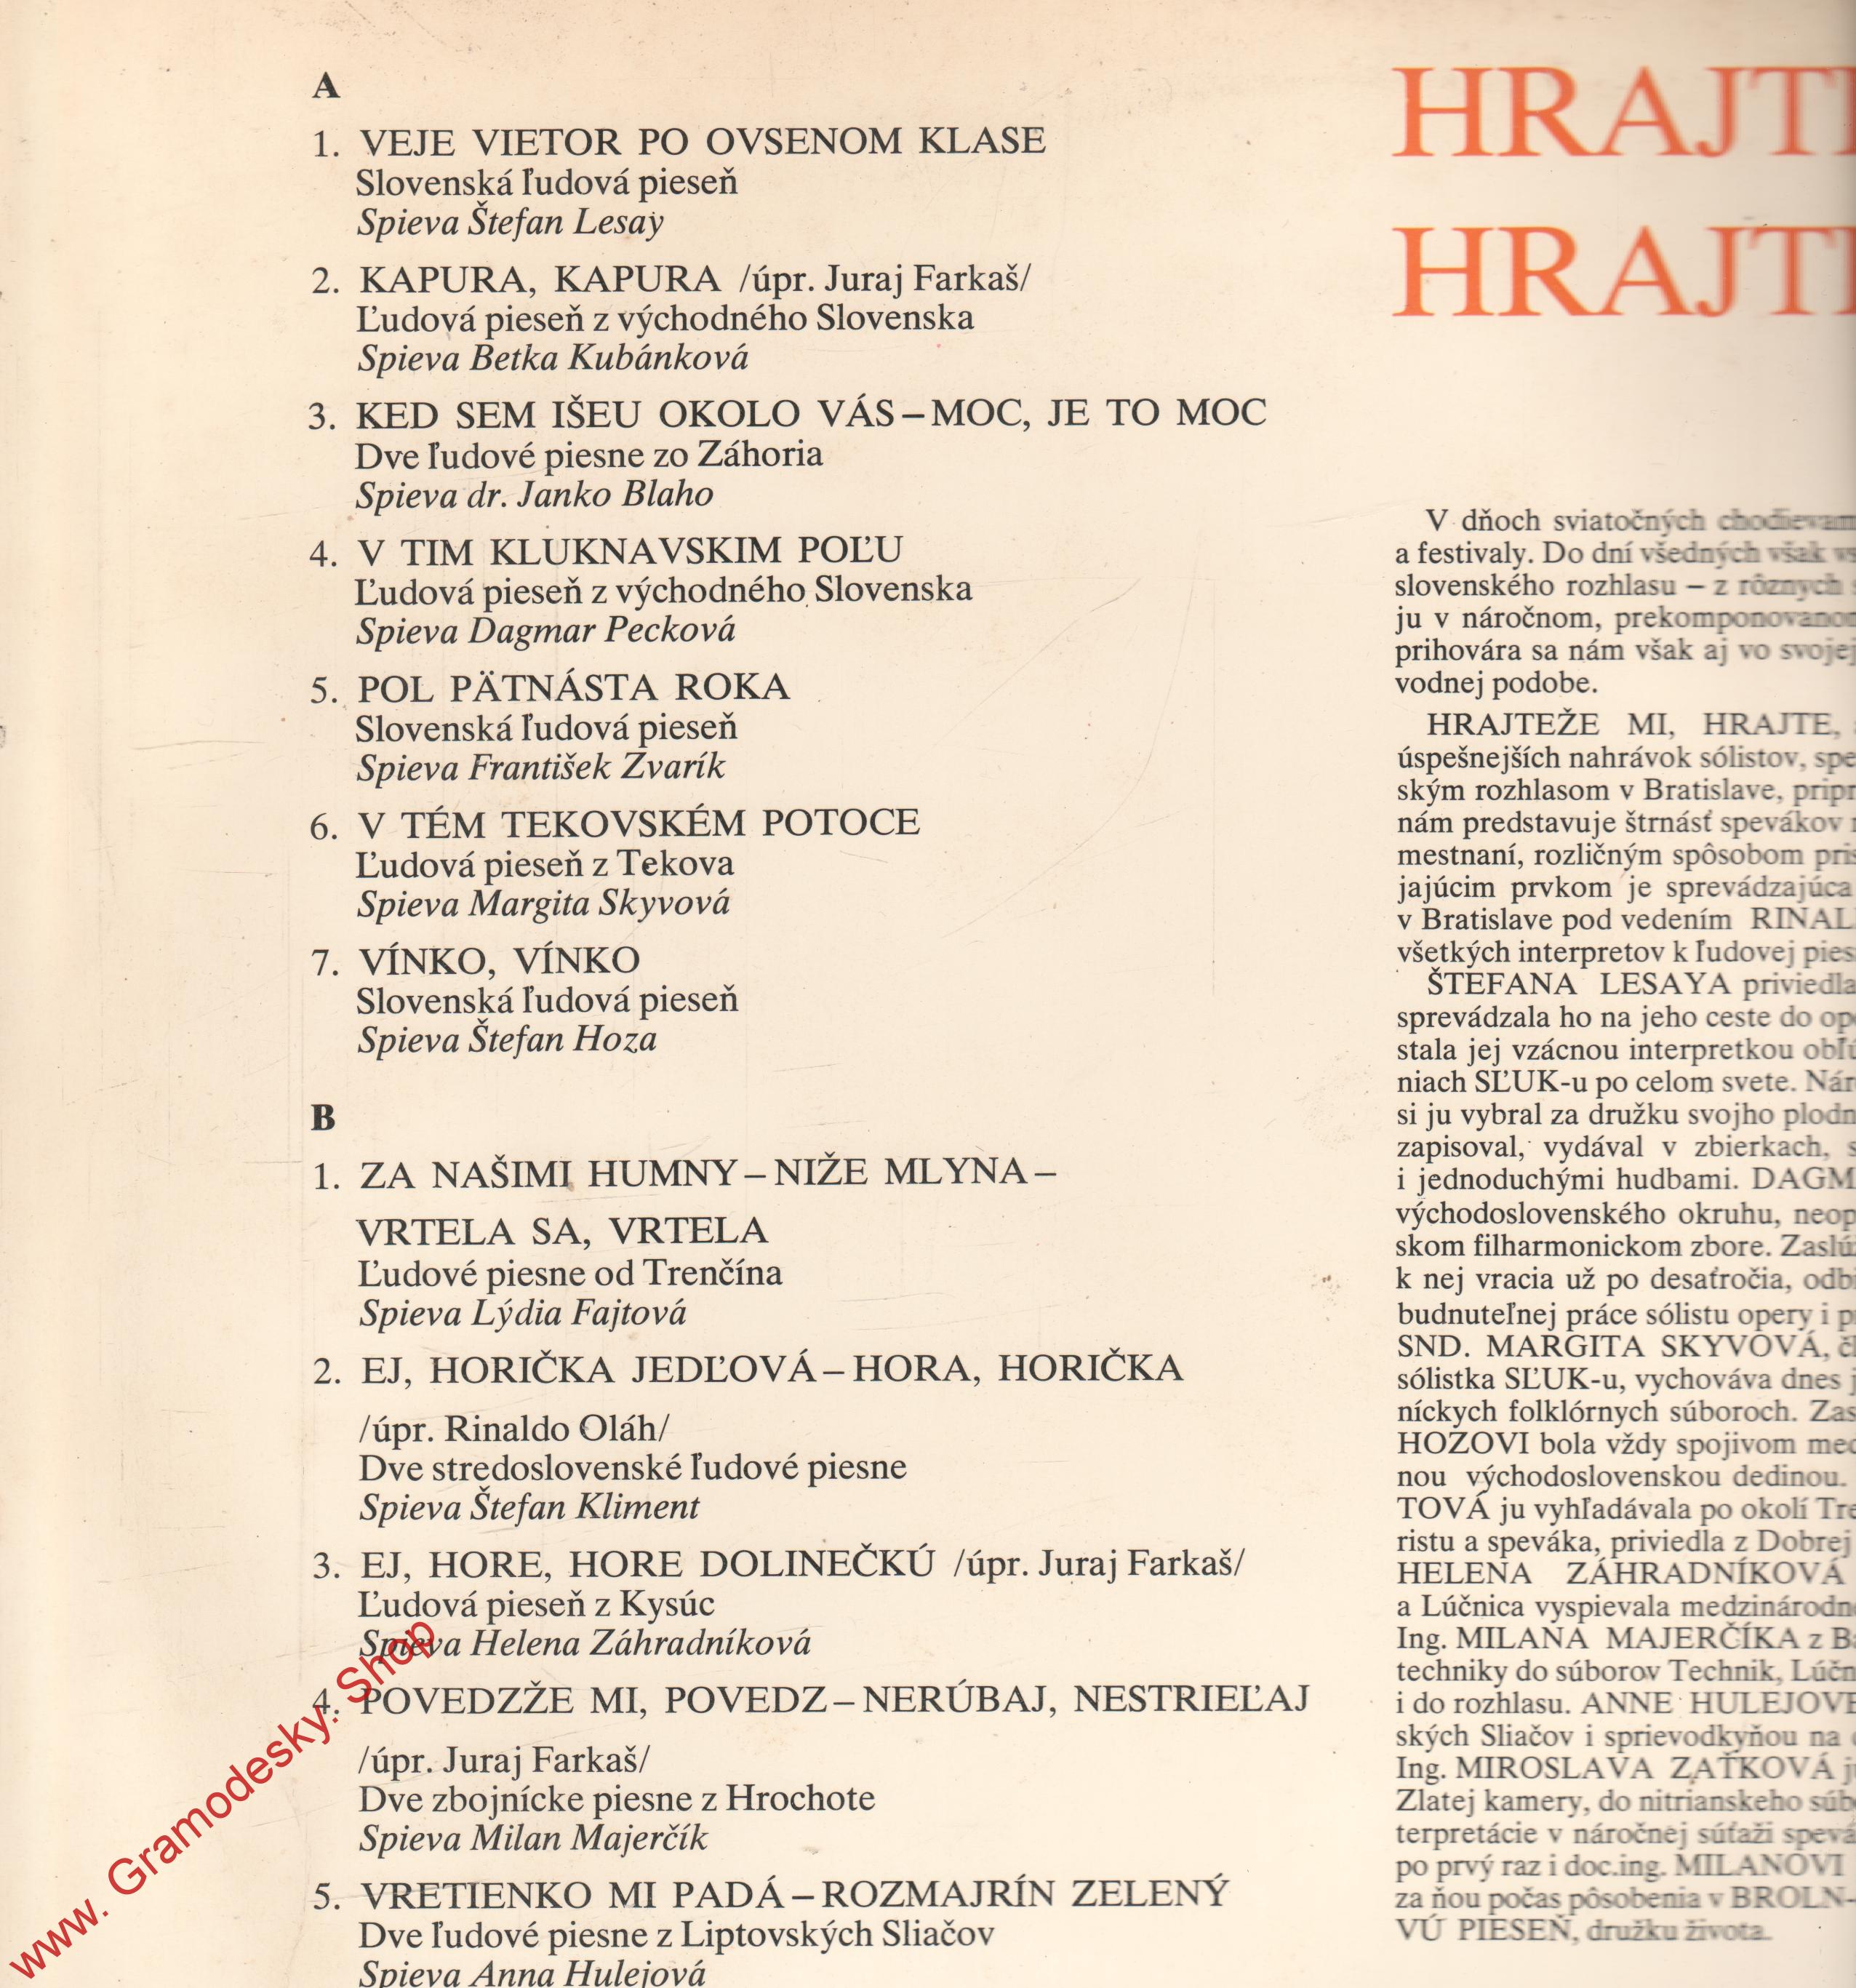 A
1. VEJE VIETOR PO OVSENOM KLASE
Slovenská ľudová pieseň
Spieva Štefan Lesay
2. KAPURA, KAPURA /úpr. Juraj Farkaš/
Ľudová pieseň z východného Slovenska
Spieva Betka Kubánková
3. KED SEM IŠEU OKOLO VÁS – MOC, JE TO MOC
Dve ľudové piesne zo Záhoria
Spieva dr. Janko Blaho
4. V TIM KLUKNAVSKIM POĽU
Ľudová pieseň z východného Slovenska
Spieva Dagmar Pecková
5. POL PÄTNÁSTA ROKA
Slovenská ľudová pieseň
Spieva František Zvarík
6. V TÉM TEKOVSKÉM POTOCE
Ľudová pieseň z Tekova
Spieva Margita Skyvová
7. VÍNKO, VÍNKO
Slovenská ľudová pieseň
Spieva Štefan Hoza
B
1. ZA NAŠIMI HUMNY – NIŽE MLYNA –
VRTELA SA, VRTELA
Ľudové piesne od Trenčína
Spieva Lýdia Fajtová
2. EJ, HORIČKA JEDĽOVÁ – HORA, HORIČKA
/úpr. Rinaldo Oláh/
Dve stredoslovenské ľudové piesne
Spieva Štefan Kliment
3. EJ, HORE, HORE DOLINEČKÚ /úpr. Juraj Farkaš/
Ľudová pieseň z Kysúc
Spieva Helena Záhradníková
4. POVEDZŽE MI, POVEDZ – NERÚBAJ, NESTRIEĽAJ
/úpr. Juraj Farkaš/
Dve zbojnícke piesne z Hrochote
Spieva Milan Majerčík
5. VRETIENKO MI PADÁ – ROZMAJRÍN ZELENÝ
Dve ľudové piesne z Liptovských Sliačov
Spieva Anna Hulejová
HRAJT
HRAJT
V dňoch sviatočných
a festivaly. Do dní všedných však
slovenského rozhlasu – z rôznych
ju v náročnom,
prihovára sa nám však aj vo svojej
vodnej podobe.
HRAJTEŽE MI, HRAJTE,
úspešnejších nahrávok sólistov,
ským rozhlasom v Bratislave,
nám predstavuje štrnásť spevákov
mestnaní, rozličným spôsobom
jajúcim prvkom je sprevádzajúca
v Bratislave pod vedením
všetkých interpretov k ľudovej
ŠTEFANA LESAYA priviedla
sprevádzala ho na jeho ceste do
stala jej vzácnou interpretkou
niach SĽUK-u po celom svete.
si ju vybral za družku svojho
zapisoval, vydával v zbierkach,
i jednoduchými hudbami.
východoslovenského okruhu,
skom filharmonickom zbore.
k nej vracia už po desaťročia,
budnuteľnej práce sólistu opery i
SND. MARGITA SKYVOVÁ,
sólistka SĽUK-u, vychováva dnes
níckych folklórnych súboroch.
HOZOVI bola vždy spojivom
nou východoslovenskou dedinou.
TOVÁ ju vyhľadávala po okolí
ristu a speváka, priviedla z Dobrej
HELENA ZÁHRADNÍKOVÁ
a Lúčnica vyspievala
Ing. MILANA MAJERČÍKA z
techniky do súborov Technik,
i do rozhlasu. ANNE
ských Sliačov i sprievodkyňou na
Ing. MIROSLAVA ZAŤKOVÁ
Zlatej kamery, do nitrianskeho
terpretácie v náročnej súťaži
po prvý raz i doc.ing. MILANOVI
za ňou počas pôsobenia v BROLN-
VÚ PIESEŇ, družku života.
www. Gramodesky. Shop